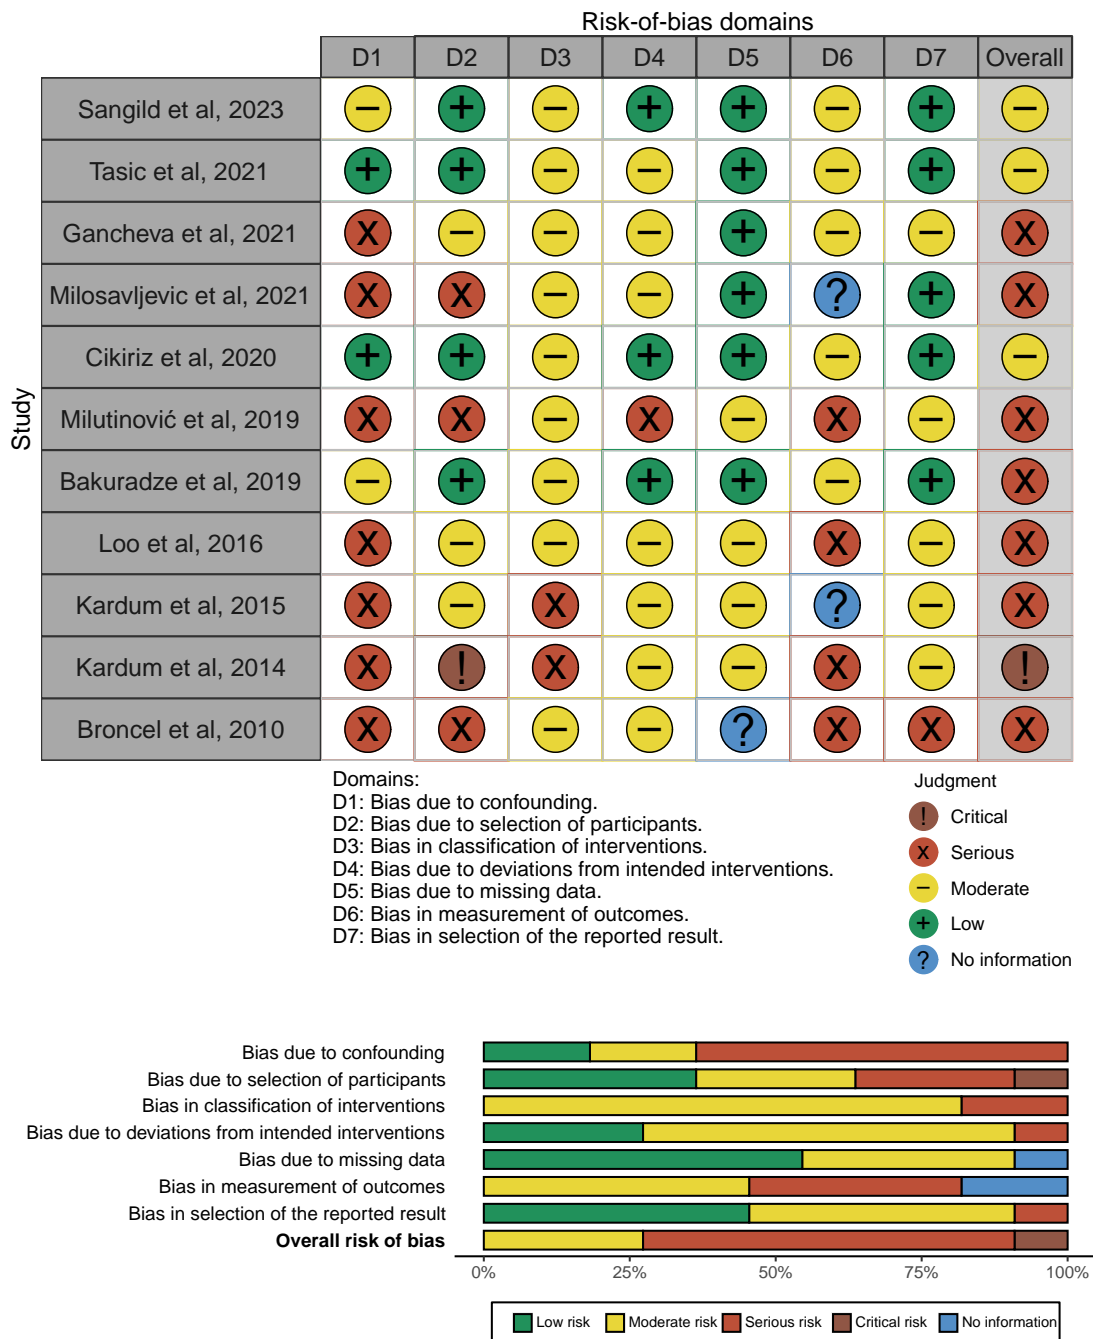 Risk-of-bias domains
D1 D2 D3 D4 D5 D6 D7 Overall
Study
Sangild et al, 2023 − + − + + − + −
Tasic et al, 2021 + + − − + − + −
Gancheva et al, 2021 X − − − + − − X
Milosavljevic et al, 2021 X X − − + ? + X
Cikiriz et al, 2020 + + − + + − + −
Milutinović et al, 2019 X X − X − X − X
Bakuradze et al, 2019 − + − + + − + X
Loo et al, 2016 X − − − − X − X
Kardum et al, 2015 X − X − − ? − X
Kardum et al, 2014 X ! X − − X − !
Broncel et al, 2010 X X − − ? X X X
Domains:
D1: Bias due to confounding.
D2: Bias due to selection of participants.
D3: Bias in classification of interventions.
D4: Bias due to deviations from intended interventions.
D5: Bias due to missing data.
D6: Bias in measurement of outcomes.
D7: Bias in selection of the reported result.
Judgment
! Critical
X Serious
− Moderate
+ Low
? No information
Bias due to confounding
Bias due to selection of participants
Bias in classification of interventions
Bias due to deviations from intended interventions
Bias due to missing data
Bias in measurement of outcomes
Bias in selection of the reported result
Overall risk of bias
0% 25% 50% 75% 100%
Low risk Moderate risk Serious risk Critical risk No information